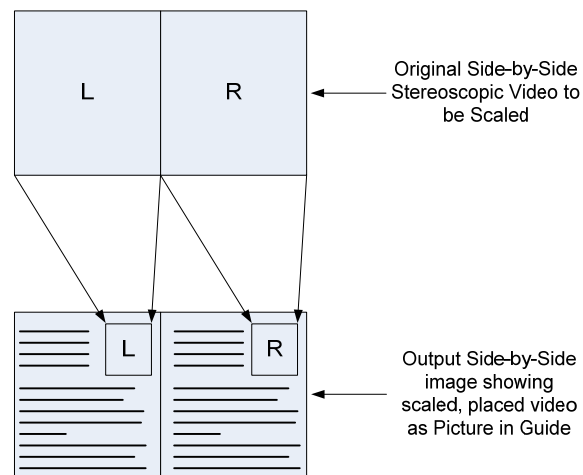 L
R
Original Side-by-Side
Stereoscopic Video to
be Scaled
L
R
Output Side-by-Side
image showing
scaled, placed video
as Picture in Guide